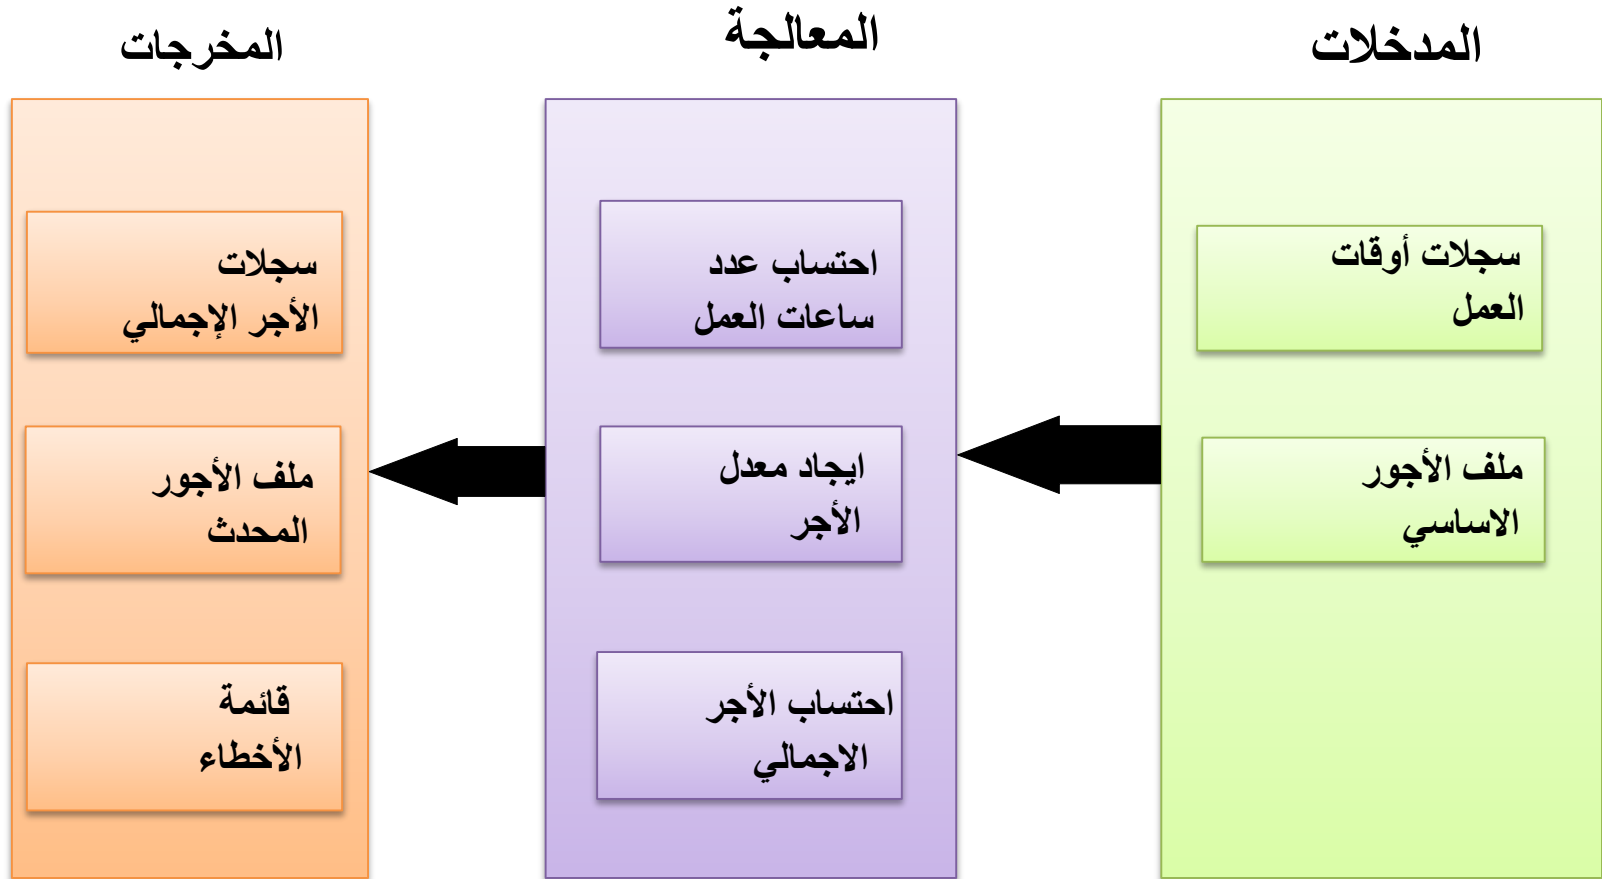 المدخلات
المعالجة
المخرجات
سجلات أوقات
العمل
ملف الأجور
الاساسي
احتساب عدد
ساعات العمل
ايجاد معدل
الأجر
احتساب الأجر
الاجمالي
سجلات
الأجر الإجمالي
ملف الأجور
المحدث
قائمة
الأخطاء